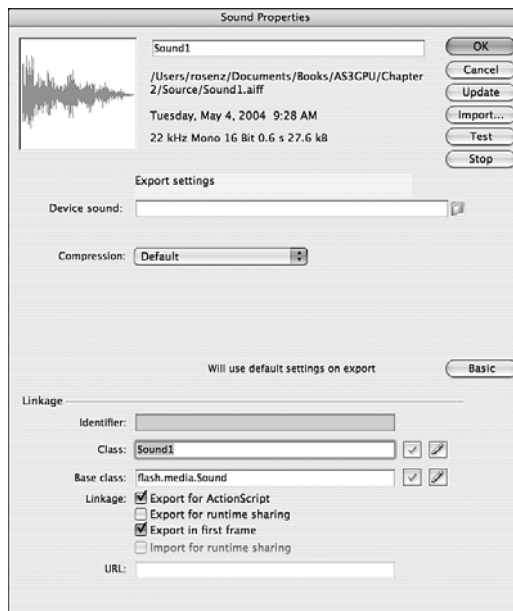 Sound Properties
Sound1
OK
/Users/rosenz/Documents/Books/AS3GPU/Chapter
2/Source/Sound1.aiff
Cancel
Update
Tuesday, May 4, 2004 9:28 AM
Import...
22 kHz Mono 16 Bit 0.6 s 27.6 kB
Test
Stop
Export settings
Device sound:
Compression: Default
Will use default settings on export
Basic
Linkage
Identifier:
Class: Sound1
Base class: flash.media.Sound
Linkage: Export for ActionScript
Export for runtime sharing
Export in first frame
Import for runtime sharing
URL: